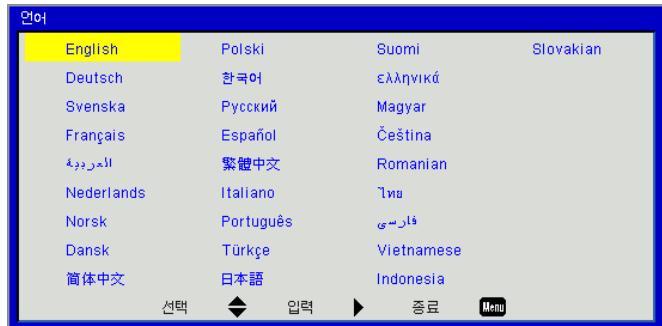 언어
English Polski Suomi Slovakian
Deutsch 한국어 ελληνικά
Svenska Русский Magyar
Français Español Čeština
العربية 繁體中文 Romanian
Nederlands Italiano ไทย
Norsk Português فارسی
Dansk Türkçe Vietnamese
简体中文 日本語 Indonesia
선택 입력 종료 Menu